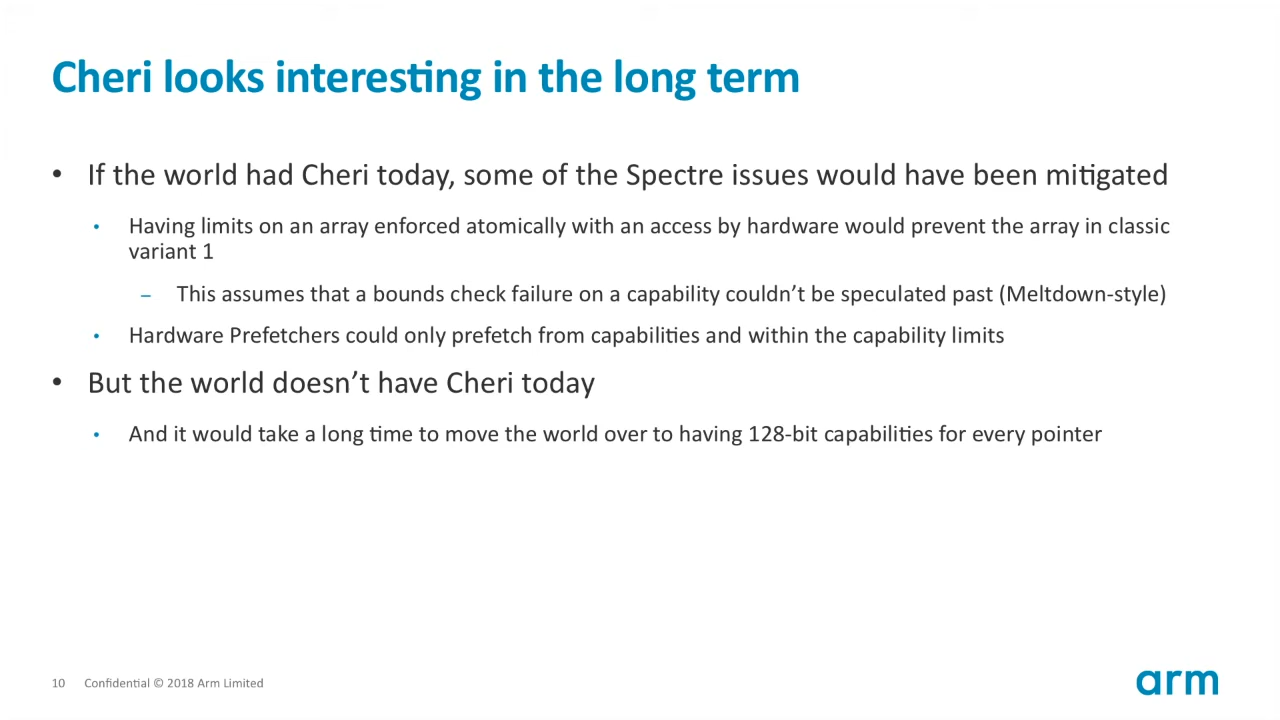 Cheri looks interesting in the long term
• If the world had Cheri today, some of the Spectre issues would have been mitigated
• Having limits on an array enforced atomically with an access by hardware would prevent the array in classic
variant 1
– This assumes that a bounds check failure on a capability couldn’t be speculated past (Meltdown-style)
• Hardware Prefetchers could only prefetch from capabilities and within the capability limits
• But the world doesn’t have Cheri today
• And it would take a long time to move the world over to having 128-bit capabilities for every pointer
10 Confidential © 2018 Arm Limited
arm